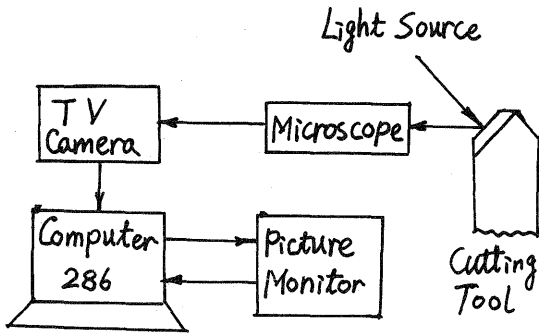 Light Source
TV
Camera
Microscope
Computer
286
Picture
Monitor
Cutting
Tool